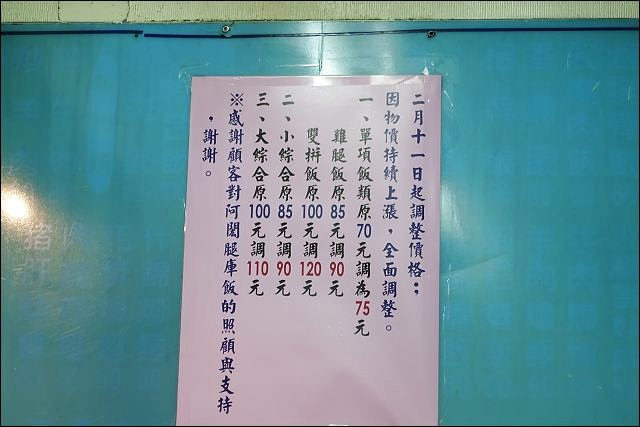 二月十一日起調整價格；
因物價持續上漲，全面調整。
一、單項飯類原70元調為75元
雞腿飯原85元調90元
雙拼飯原100元調120元
二、小綜合原85元調90元
三、大綜合原100元調110元
※感謝顧客對阿閎腿庫飯的照顧與支持
，謝謝。